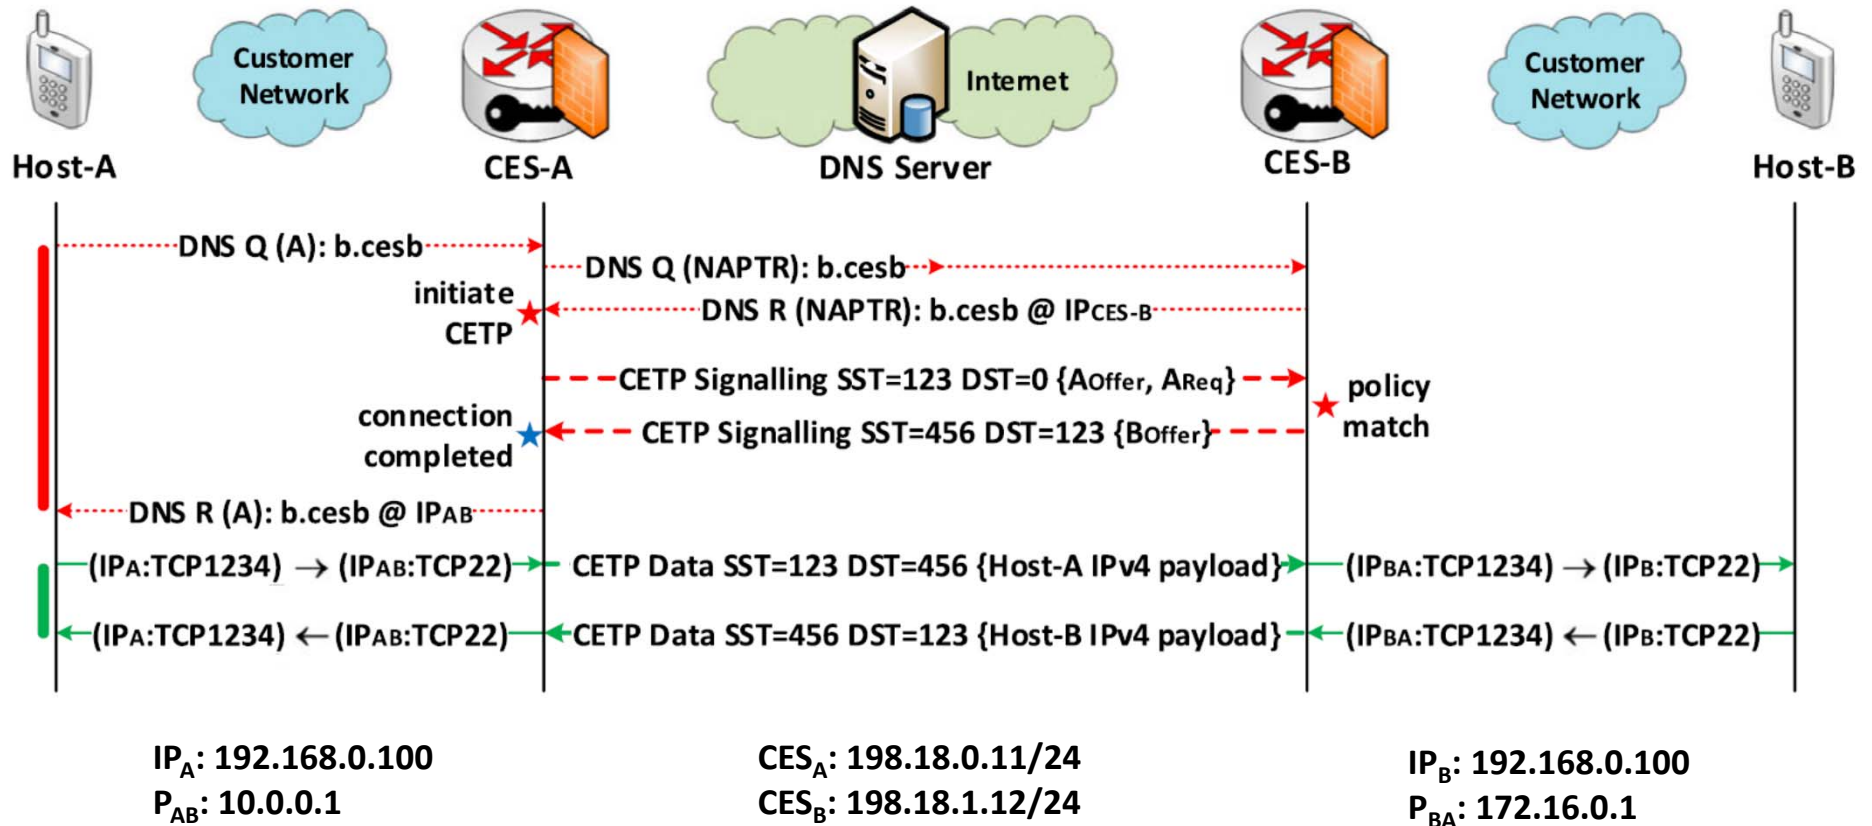 Customer
Network
Internet
Customer
Network
Host-A
CES-A
DNS Server
CES-B
Host-B
DNS Q (A): b.cesb
DNS Q (NAPTR): b.cesb
initiate
CETP
DNS R (NAPTR): b.cesb @ IPCES-B
CETP Signalling SST=123 DST=0 {AOffer, AReq}
policy
match
connection
completed
CETP Signalling SST=456 DST=123 {BOffer}
DNS R (A): b.cesb @ IPAB
(IPA:TCP1234) → (IPAB:TCP22)
CETP Data SST=123 DST=456 {Host-A IPv4 payload}
(IPBA:TCP1234) → (IPB:TCP22)
(IPA:TCP1234) ← (IPAB:TCP22)
CETP Data SST=456 DST=123 {Host-B IPv4 payload}
(IPBA:TCP1234) ← (IPB:TCP22)
IPA: 192.168.0.100
PAB: 10.0.0.1
CESA: 198.18.0.11/24
CESB: 198.18.1.12/24
IPB: 192.168.0.100
PBA: 172.16.0.1